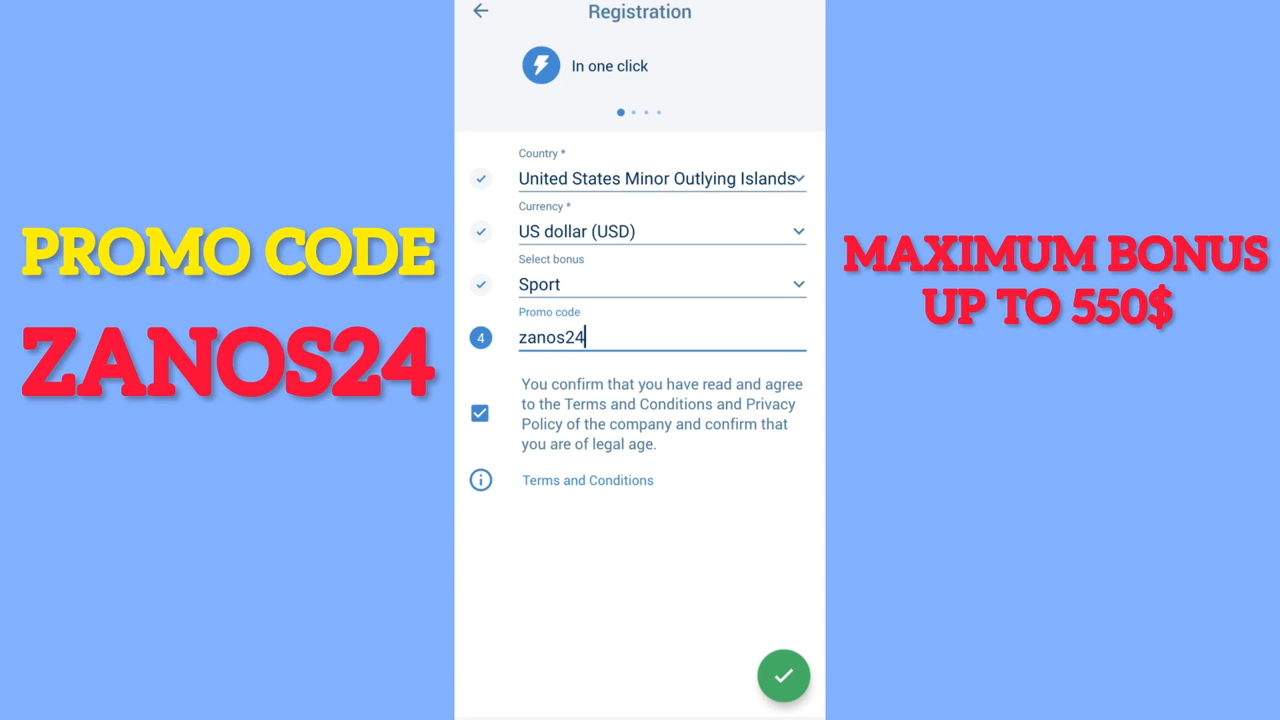 Registration
In one click
Country *
United States Minor Outlying Islands
Currency *
US dollar (USD)
Select bonus
Sport
Promo code
4
zanos24
You confirm that you have read and agree
to the Terms and Conditions and Privacy
Policy of the company and confirm that
you are of legal age.
Terms and Conditions
PROMO CODE
ZANOS24
MAXIMUM BONUS
UP TO 550$